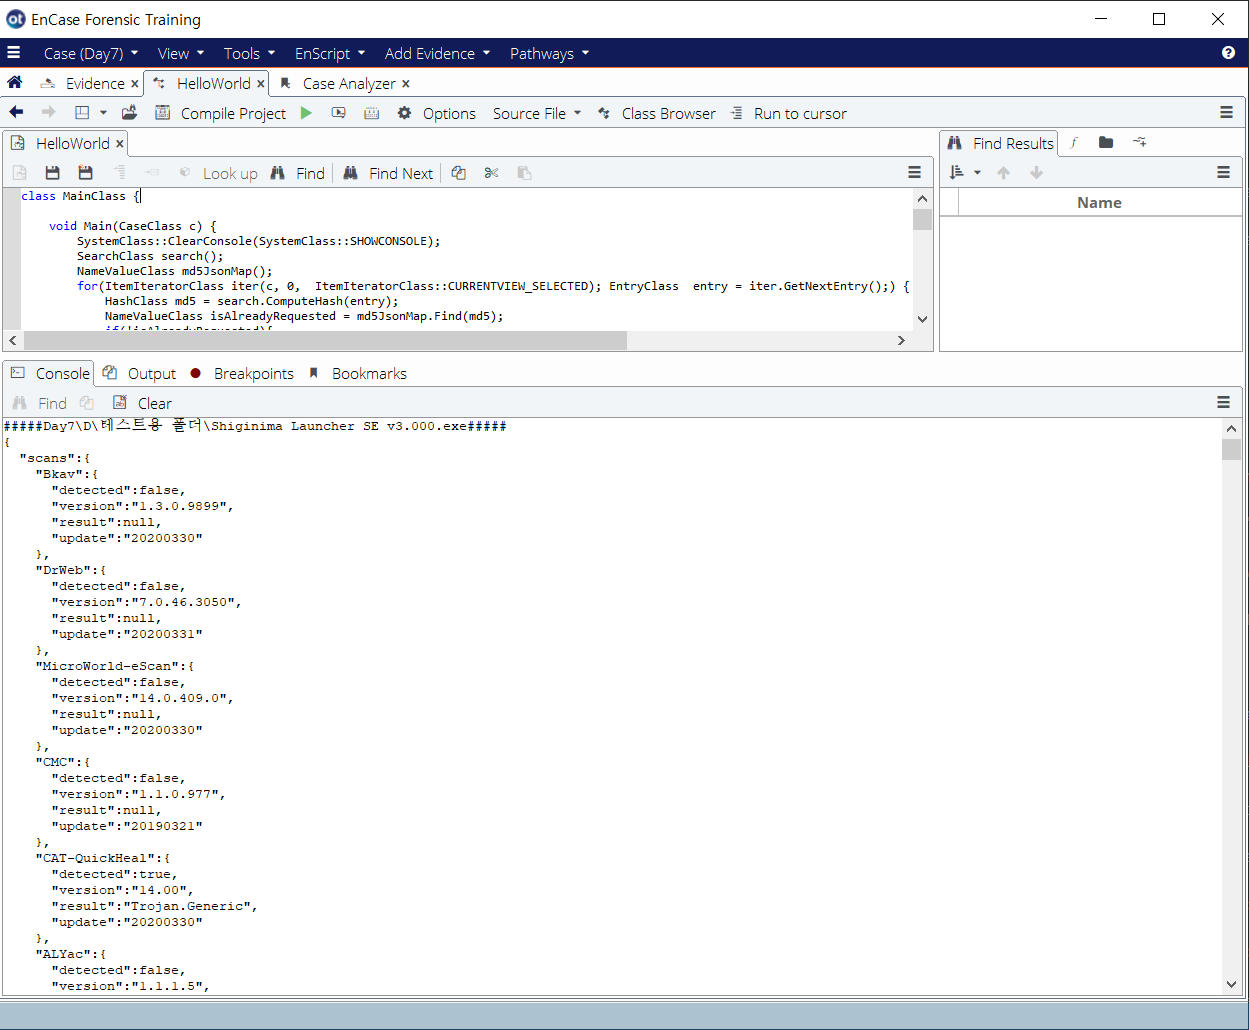 ot EnCase Forensic Training
Case (Day7) View Tools EnScript Add Evidence Pathways
Evidence × HelloWorld × Case Analyzer ×
Compile Project Options Source File Class Browser Run to cursor
HelloWorld ×
Look up Find Find Next
class MainClass {
void Main(CaseClass c) {
SystemClass::ClearConsole(SystemClass::SHOWCONSOLE);
SearchClass search();
NameValueClass md5JsonMap();
for(ItemIteratorClass iter(c, 0,  ItemIteratorClass::CURRENTVIEW_SELECTED); EntryClass  entry = iter.GetNextEntry();) {
HashClass md5 = search.ComputeHash(entry);
NameValueClass isAlreadyRequested = md5JsonMap.Find(md5);
if(!isAlreadyRequested){
Find Results
Name
Console Output Breakpoints Bookmarks
Find Clear
#####Day7\D\테스트용 폴더\Shiginima Launcher SE v3.000.exe#####
{
"scans":{
"Bkav":{
"detected":false,
"version":"1.3.0.9899",
"result":null,
"update":"20200330"
},
"DrWeb":{
"detected":false,
"version":"7.0.46.3050",
"result":null,
"update":"20200331"
},
"MicroWorld-eScan":{
"detected":false,
"version":"14.0.409.0",
"result":null,
"update":"20200330"
},
"CMC":{
"detected":false,
"version":"1.1.0.977",
"result":null,
"update":"20190321"
},
"CAT-QuickHeal":{
"detected":true,
"version":"14.00",
"result":"Trojan.Generic",
"update":"20200330"
},
"ALYac":{
"detected":false,
"version":"1.1.1.5",